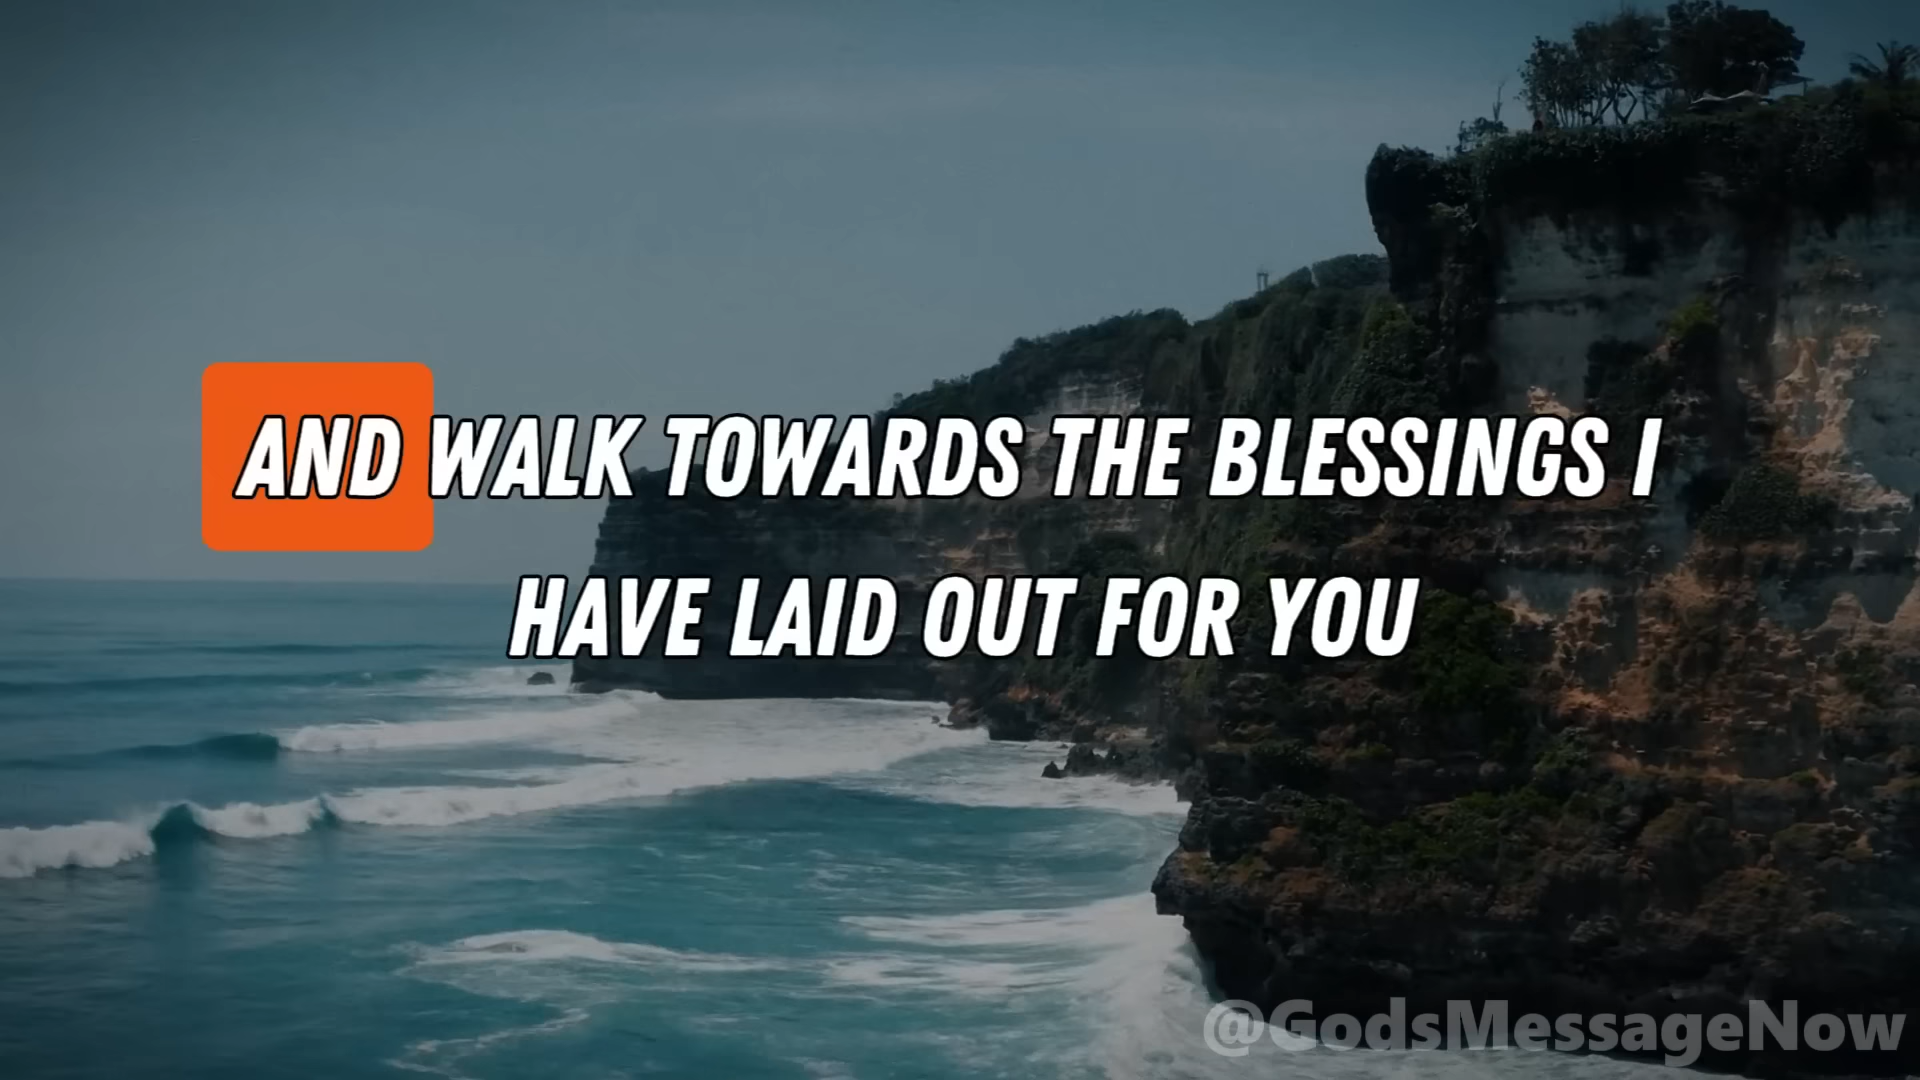 AND WALK TOWARDS THE BLESSINGS I
HAVE LAID OUT FOR YOU
@GodsMessageNow